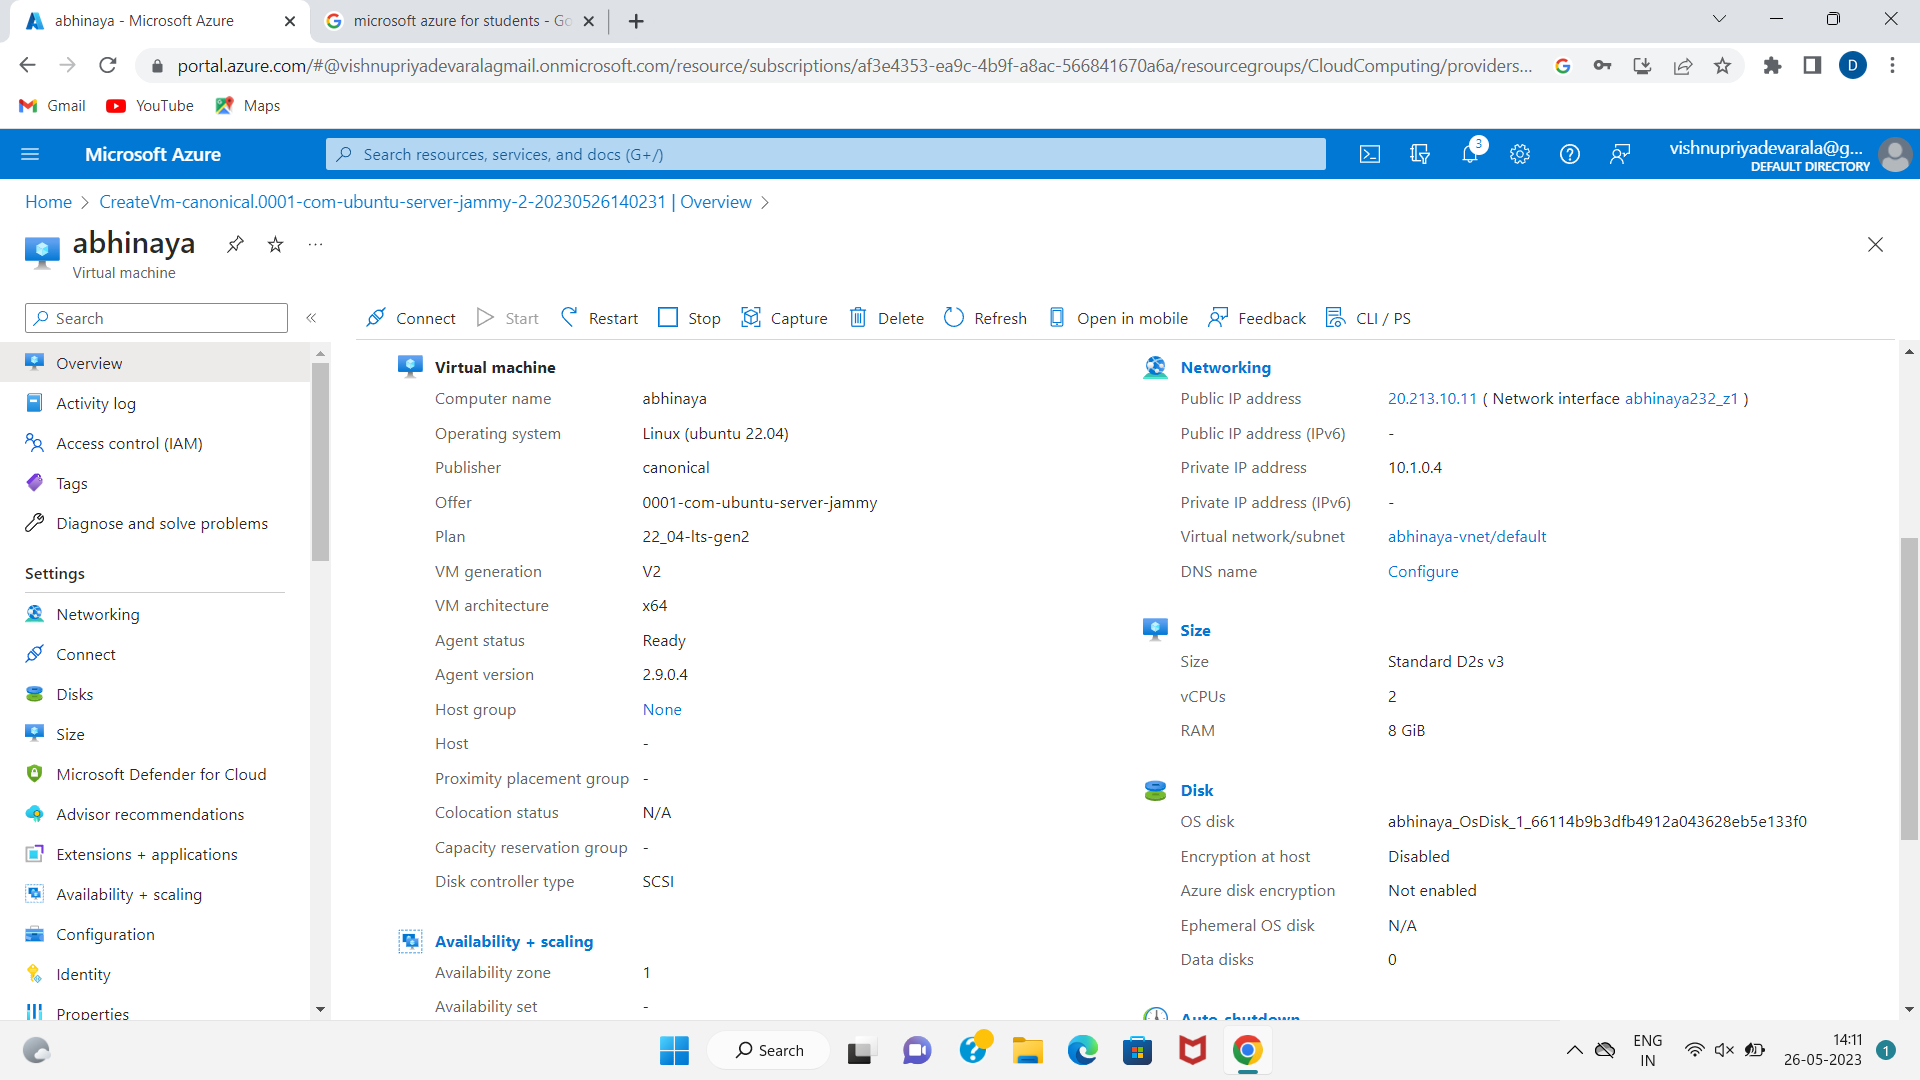 abhinaya - Microsoft Azure
microsoft azure for students - Go
portal.azure.com/#@vishnupriyadevaralagmail.onmicrosoft.com/resource/subscriptions/af3e4353-ea9c-4b9f-a8ac-566841670a6a/resourcegroups/CloudComputing/providers...
D
Gmail
YouTube
Maps
Microsoft Azure
Search resources, services, and docs (G+/)
3
vishnupriyadevarala@g...
DEFAULT DIRECTORY
Home > CreateVm-canonical.0001-com-ubuntu-server-jammy-2-20230526140231 | Overview >
abhinaya
Virtual machine
Search
Connect
Start
Restart
Stop
Capture
Delete
Refresh
Open in mobile
Feedback
CLI / PS
Overview
Activity log
Access control (IAM)
Tags
Diagnose and solve problems
Settings
Networking
Connect
Disks
Size
Microsoft Defender for Cloud
Advisor recommendations
Extensions + applications
Availability + scaling
Configuration
Identity
Properties
Virtual machine
Computer name abhinaya
Operating system Linux (ubuntu 22.04)
Publisher canonical
Offer 0001-com-ubuntu-server-jammy
Plan 22_04-lts-gen2
VM generation V2
VM architecture x64
Agent status Ready
Agent version 2.9.0.4
Host group None
Host -
Proximity placement group -
Colocation status N/A
Capacity reservation group -
Disk controller type SCSI
Availability + scaling
Availability zone 1
Availability set -
Networking
Public IP address 20.213.10.11 ( Network interface abhinaya232_z1 )
Public IP address (IPv6) -
Private IP address 10.1.0.4
Private IP address (IPv6) -
Virtual network/subnet abhinaya-vnet/default
DNS name Configure
Size
Size Standard D2s v3
vCPUs 2
RAM 8 GiB
Disk
OS disk abhinaya_OsDisk_1_66114b9b3dfb4912a043628eb5e133f0
Encryption at host Disabled
Azure disk encryption Not enabled
Ephemeral OS disk N/A
Data disks 0
Auto-shutdown
Search
ENG
IN
14:11
26-05-2023
1